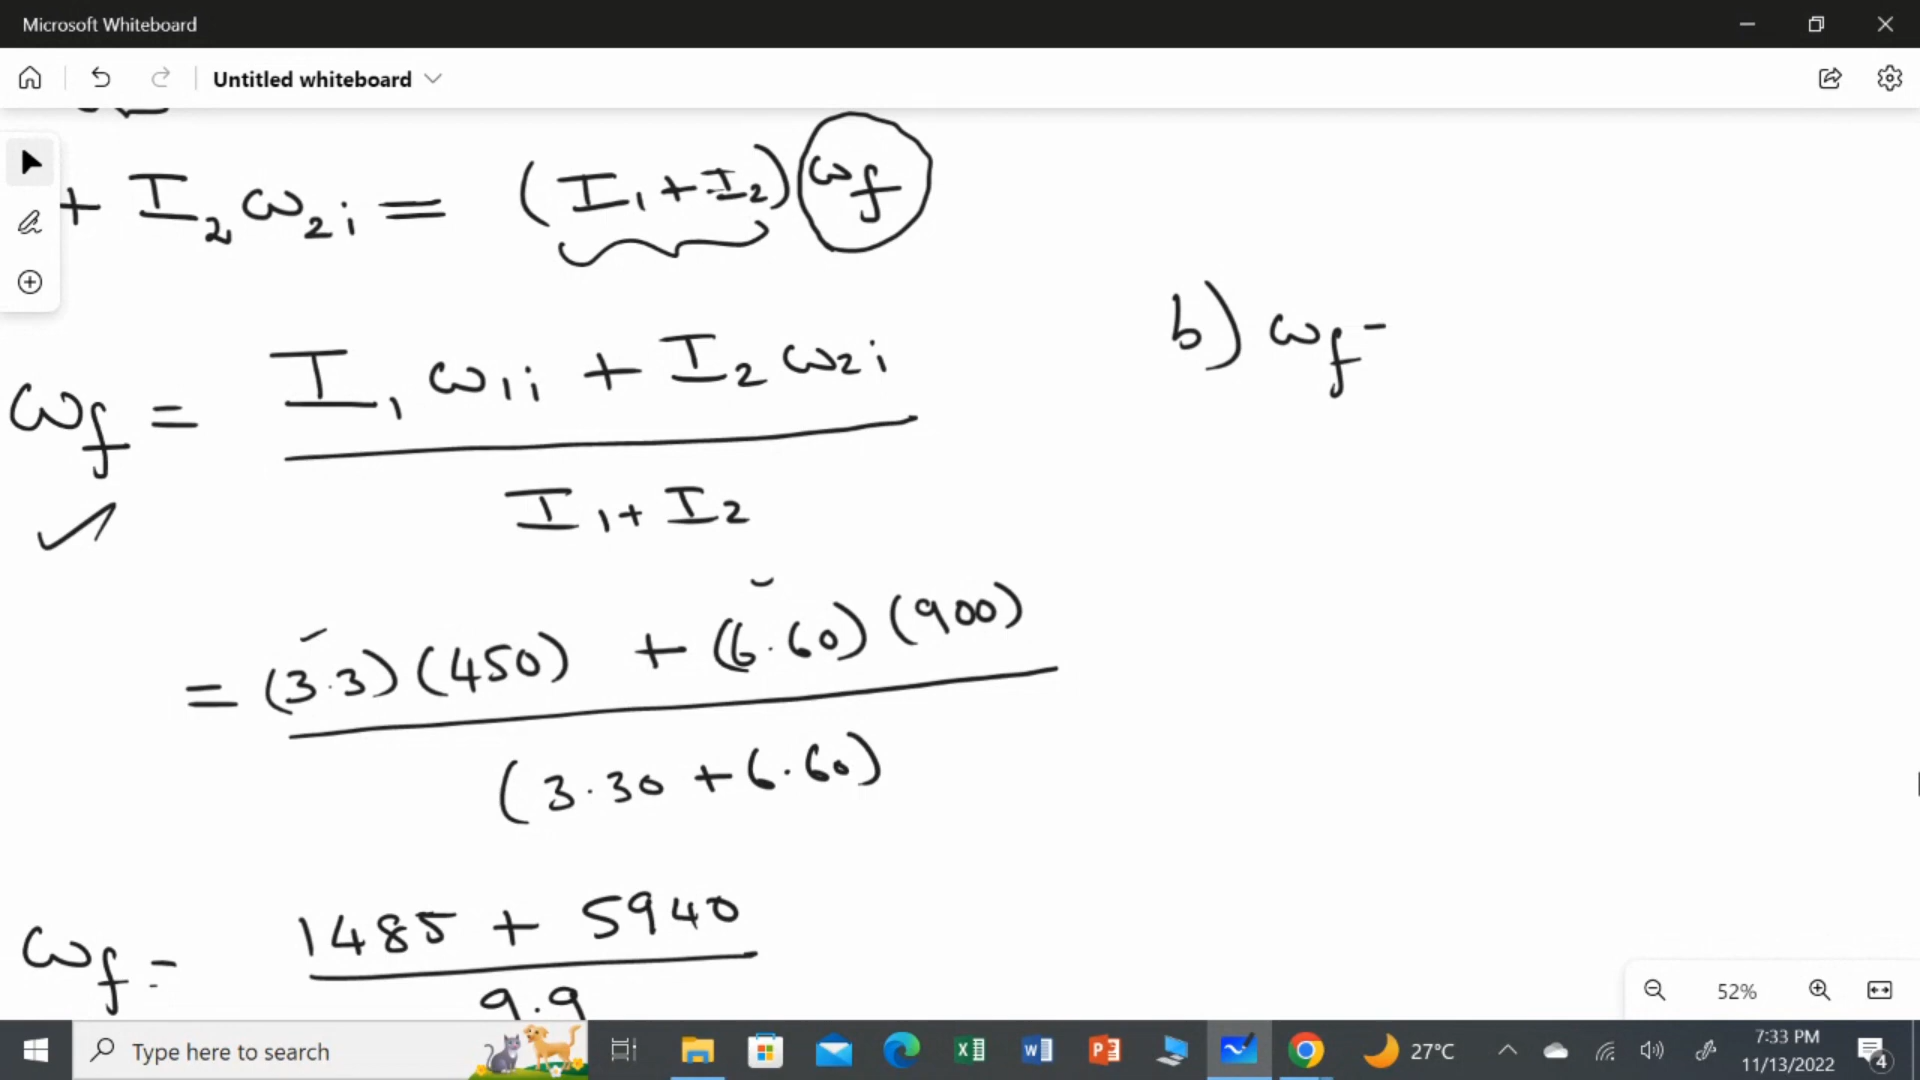 Microsoft Whiteboard
Untitled whiteboard
+ I₂ω₂ᵢ = (I₁+I₂)ωf
ωf = I₁ω₁ᵢ + I₂ω₂ᵢ
I₁+I₂
= (3.3)(450) + (6.60)(900)
(3.30 + 6.60)
ωf = 1485 + 5940
9.9
b) ωf -
52%
Type here to search
27°C
7:33 PM
11/13/2022
4